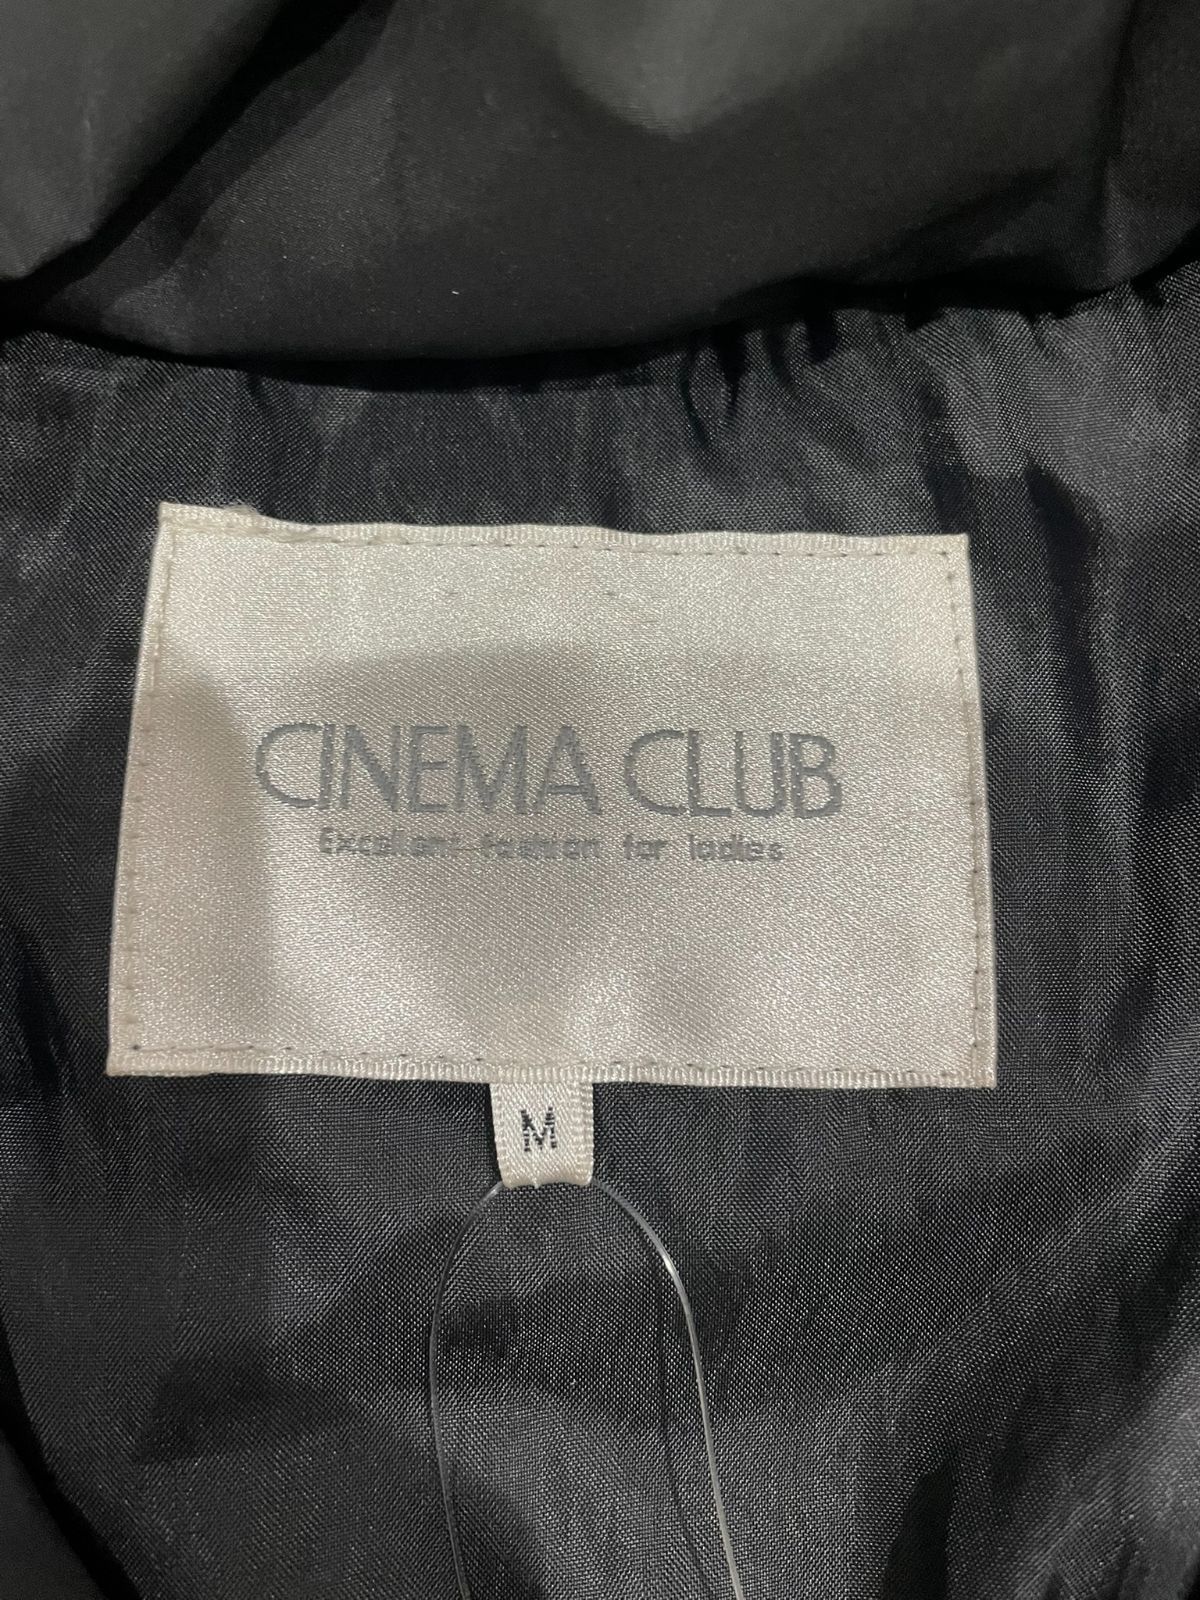 CINEMA CLUB
Excellent fashion for ladies
M